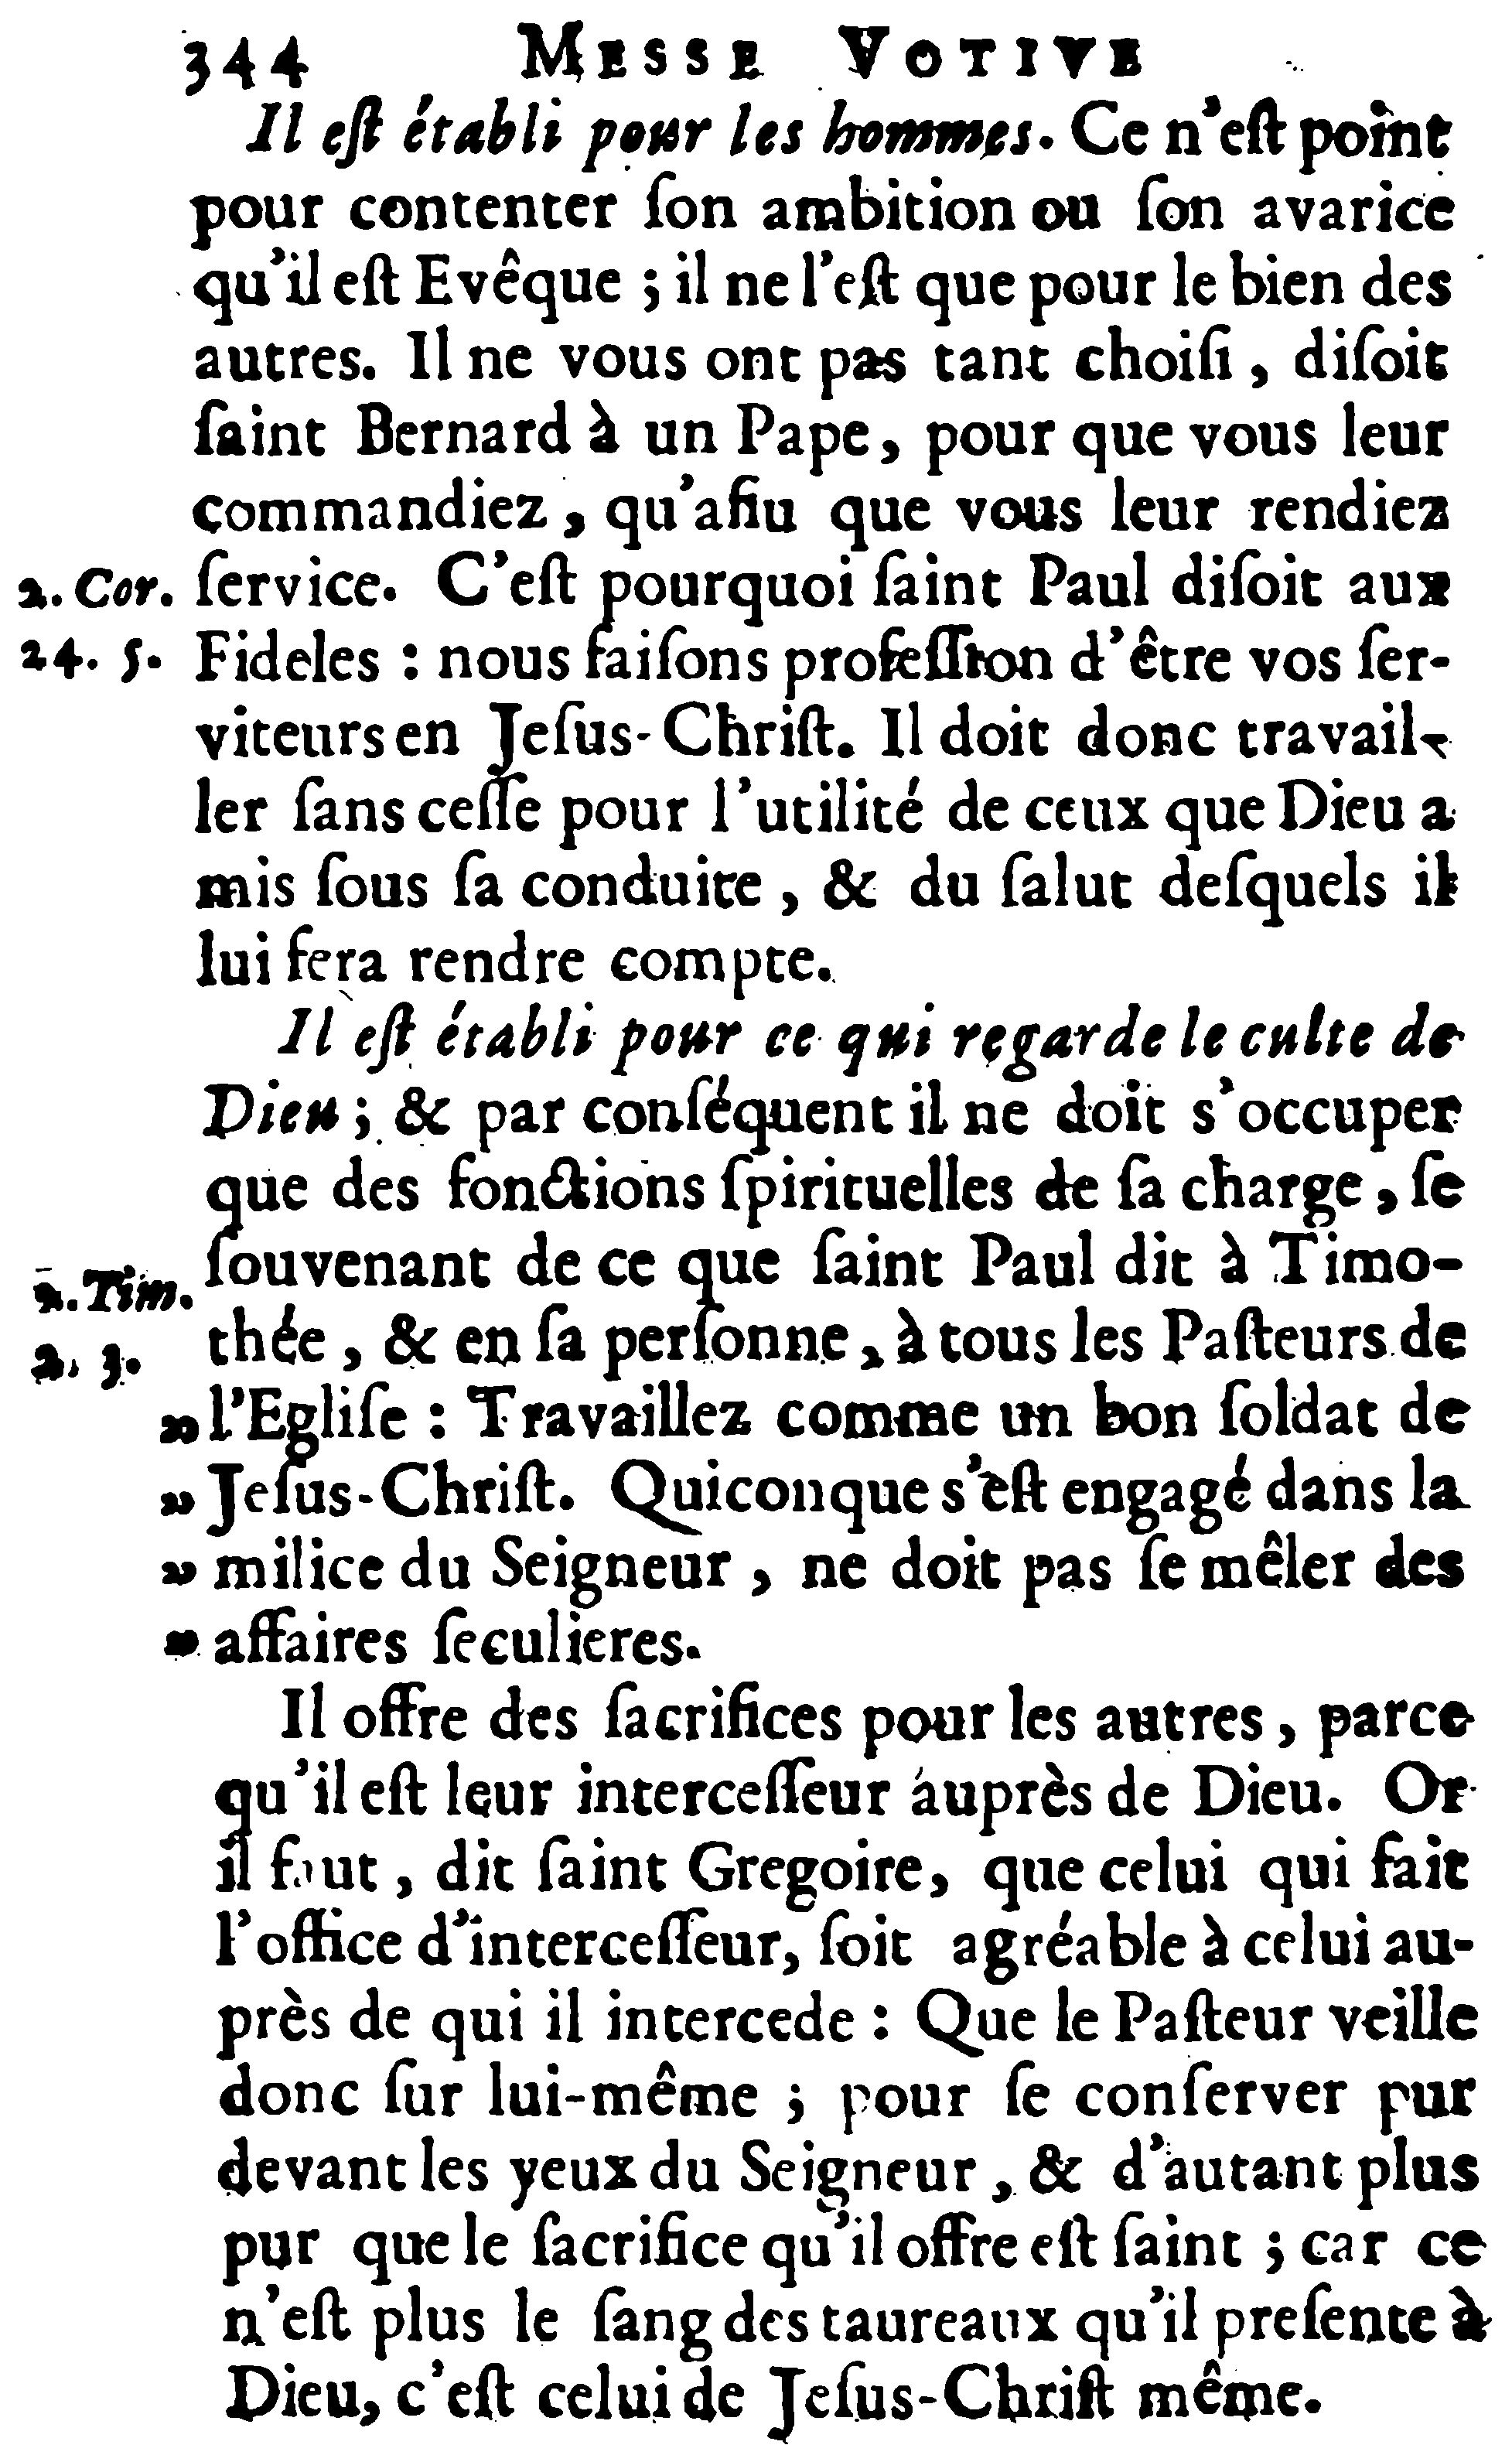 344 MESSE VOTIVE
Il eſt établi pour les hommes. Ce n'eſt point
pour contenter ſon ambition ou ſon avarice
qu'il eſt Evêque ; il ne l'eſt que pour le bien des
autres. Il ne vous ont pas tant choiſi, diſoit
ſaint Bernard à un Pape, pour que vous leur
commandiez, qu'afiu que vous leur rendiez
2. Cor. ſervice. C'eſt pourquoi ſaint Paul diſoit aux
24. 5. Fideles : nous faiſons profeſſion d'être vos ſer-
viteurs en Jeſus-Chriſt. Il doit donc travail-
ler ſans ceſſe pour l'utilité de ceux que Dieu a
mis ſous ſa conduite, & du ſalut deſquels il
lui fera rendre compte.
Il eſt établi pour ce qui regarde le culte de
Dieu ; & par conſéquent il ne doit s'occuper
que des fonctions ſpirituelles de ſa charge, ſe
ſouvenant de ce que ſaint Paul dit à Timo-
2. Tim.
thée, & en ſa perſonne, à tous les Paſteurs de
2. 3.
„ l'Egliſe : Travaillez comme un bon ſoldat de
„ Jeſus-Chriſt. Quiconque s'eſt engagé dans la
„ milice du Seigneur, ne doit pas ſe mêler des
„ affaires ſeculieres.
Il offre des ſacrifices pour les autres, parce
qu'il eſt leur interceſſeur auprès de Dieu. Or
il faut, dit ſaint Gregoire, que celui qui fait
l'office d'interceſſeur, ſoit agréable à celui au-
près de qui il intercede : Que le Paſteur veille
donc ſur lui-même ; pour ſe conſerver pur
devant les yeux du Seigneur, & d'autant plus
pur que le ſacrifice qu'il offre eſt ſaint ; car ce
n'eſt plus le ſang des taureaux qu'il preſente à
Dieu, c'eſt celui de Jeſus-Chriſt même.